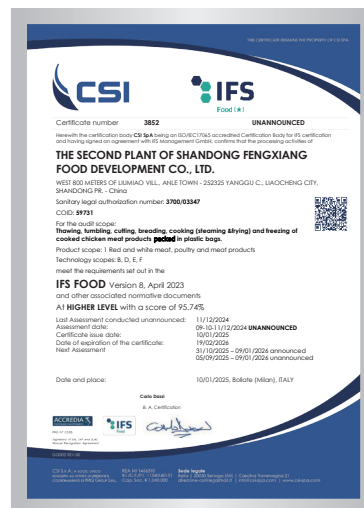 THIS CERTIFICATE REMAINS THE PROPERTY OF CSI SPA
CSI
IFS
Food
Certificate number 3852 UNANNOUNCED
Herewith the certification body CSI SpA being an ISO/IEC17065 accredited Certification Body for IFS certification
and having signed an agreement with IFS Management GmbH, confirms that the processing activities of
THE SECOND PLANT OF SHANDONG FENGXIANG
FOOD DEVELOPMENT CO., LTD.
WEST 800 METERS OF LIUMIAO VILL., ANLE TOWN - 252325 YANGGU C., LIAOCHENG CITY,
SHANDONG PR. - China
Sanitary legal authorization number: 3700/03347
COID: 59731
For the audit scope:
Thawing, tumbling, cutting, breading, cooking (steaming &frying) and freezing of
cooked chicken meat products packed in plastic bags.
Product scope: 1 Red and white meat, poultry and meat products
Technology scopes: B, D, E, F
meet the requirements set out in the
IFS FOOD Version 8, April 2023
and other associated normative documents
At HIGHER LEVEL with a score of 95.74%
Last Assessment conducted unannounced: 11/12/2024
Assessment date: 09-10-11/12/2024 UNANNOUNCED
Certificate issue date: 10/01/2025
Date of expiration of the certificate: 19/02/2026
Next Assessment 31/10/2025 – 09/01/2026 announced
05/09/2025 – 09/01/2026 unannounced
Date and place: 10/01/2025, Bollate (Milan), ITALY
Carlo Dassi
B. A. Certification
ACCREDIA
IFS
Food
Sede legale